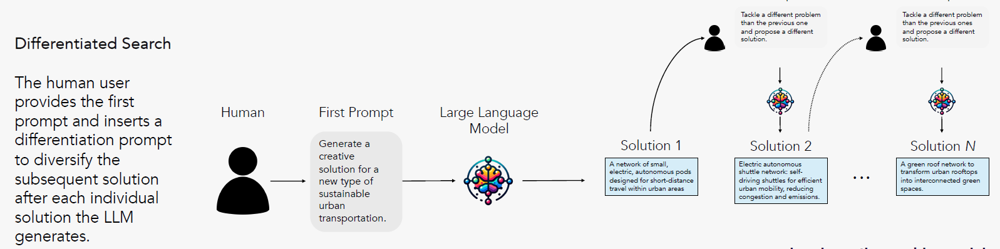 Differentiated Search
The human user
provides the first
prompt and inserts a
differentiation prompt
to diversify the
subsequent solution
after each individual
solution the LLM
generates.
Human
First Prompt
Generate a
creative
solution for a
new type of
sustainable
urban
transportation.
Large Language
Model
Solution 1
A network of small,
electric, autonomous pods
designed for short-distance
travel within urban areas
Tackle a different problem
than the previous one
and propose a different
solution.
Solution 2
Electric autonomous
shuttle network: self-
driving shuttles for efficient
urban mobility, reducing
congestion and emissions.
...
Tackle a different problem
than the previous ones
and propose a different
solution.
Solution N
A green roof network to
transform urban rooftops
into interconnected green
spaces.